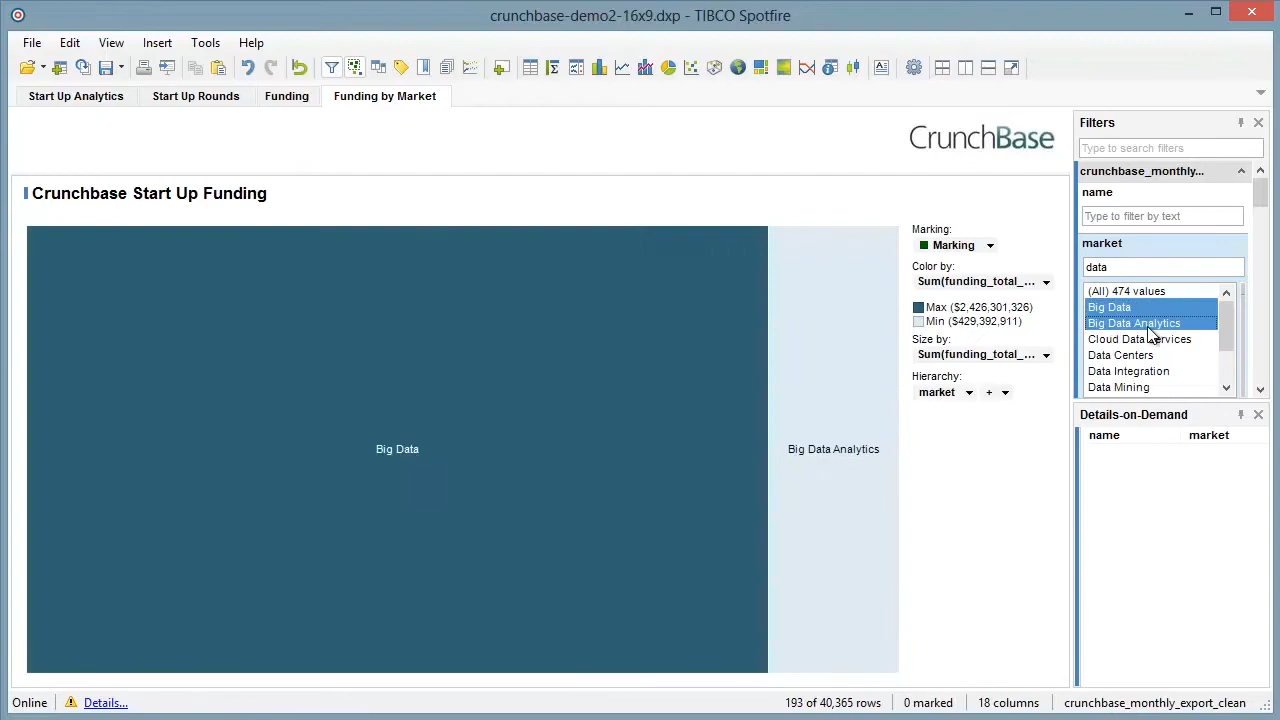 crunchbase-demo2-16x9.dxp - TIBCO Spotfire
File Edit View Insert Tools Help
Start Up Analytics Start Up Rounds Funding Funding by Market
CrunchBase
Crunchbase Start Up Funding
Big Data
Big Data Analytics
Marking:
Marking
Color by:
Sum(funding_total_...
Max ($2,426,301,326)
Min ($429,392,911)
Size by:
Sum(funding_total_...
Hierarchy:
market +
Filters
Type to search filters
crunchbase_monthly...
name
Type to filter by text
market
data
(All) 474 values
Big Data
Big Data Analytics
Cloud Data Services
Data Centers
Data Integration
Data Mining
Details-on-Demand
name market
Online Details... 193 of 40,365 rows 0 marked 18 columns crunchbase_monthly_export_clean